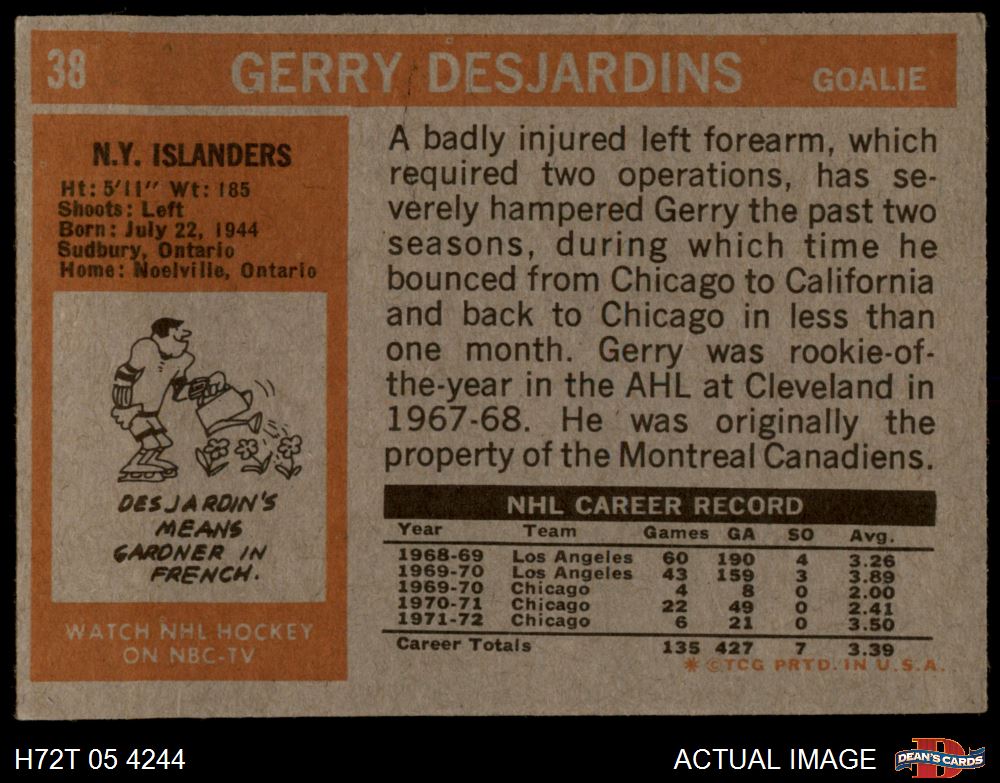 38 GERRY DESJARDINS GOALIE
N.Y. ISLANDERS
Ht: 5'11" Wt: 185
Shoots: Left
Born: July 22, 1944
Sudbury, Ontario
Home: Noelville, Ontario
DESJARDIN'S
MEANS
GARDNER IN
FRENCH.
WATCH NHL HOCKEY
ON NBC-TV
A badly injured left forearm, which
required two operations, has se-
verely hampered Gerry the past two
seasons, during which time he
bounced from Chicago to California
and back to Chicago in less than
one month. Gerry was rookie-of-
the-year in the AHL at Cleveland in
1967-68. He was originally the
property of the Montreal Canadiens.
NHL CAREER RECORD
Year Team Games GA SO Avg.
1968-69 Los Angeles 60 190 4 3.26
1969-70 Los Angeles 43 159 3 3.89
1969-70 Chicago 4 8 0 2.00
1970-71 Chicago 22 49 0 2.41
1971-72 Chicago 6 21 0 3.50
Career Totals 135 427 7 3.39
* ©TCG PRTD. IN U.S.A.
H72T 05 4244
ACTUAL IMAGE
D
DEAN'S CARDS